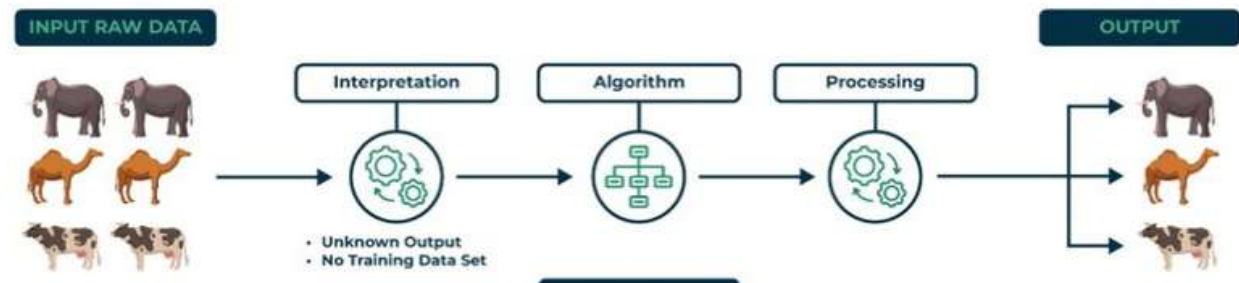 INPUT RAW DATA
OUTPUT
Interpretation
Algorithm
Processing
• Unknown Output
• No Training Data Set